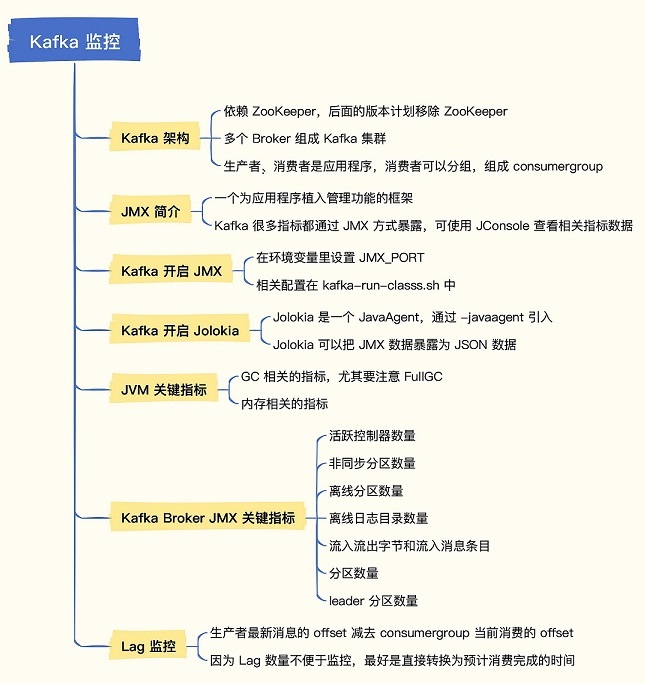 Kafka 监控
Kafka 架构
依赖 ZooKeeper，后面的版本计划移除 ZooKeeper
多个 Broker 组成 Kafka 集群
生产者、消费者是应用程序，消费者可以分组，组成 consumergroup
JMX 简介
一个为应用程序植入管理功能的框架
Kafka 很多指标都通过 JMX 方式暴露，可使用 JConsole 查看相关指标数据
Kafka 开启 JMX
在环境变量里设置 JMX_PORT
相关配置在 kafka-run-classs.sh 中
Kafka 开启 Jolokia
Jolokia 是一个 JavaAgent，通过 -javaagent 引入
Jolokia 可以把 JMX 数据暴露为 JSON 数据
JVM 关键指标
GC 相关的指标，尤其要注意 FullGC
内存相关的指标
Kafka Broker JMX 关键指标
活跃控制器数量
非同步分区数量
离线分区数量
离线日志目录数量
流入流出字节和流入消息条目
分区数量
leader 分区数量
Lag 监控
生产者最新消息的 offset 减去 consumergroup 当前消费的 offset
因为 Lag 数量不便于监控，最好是直接转换为预计消费完成的时间